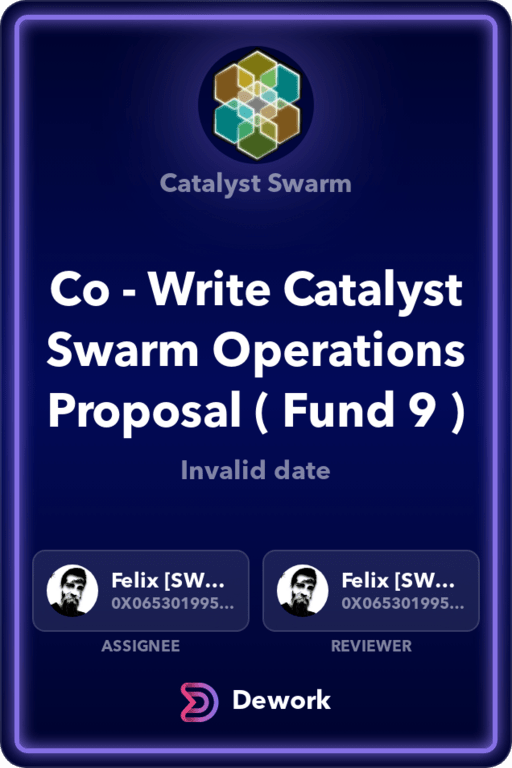 Catalyst Swarm
Co - Write Catalyst
Swarm Operations
Proposal ( Fund 9 )
Invalid date
Felix [SW...
0X065301995...
ASSIGNEE
Felix [SW...
0X065301995...
REVIEWER
Dework